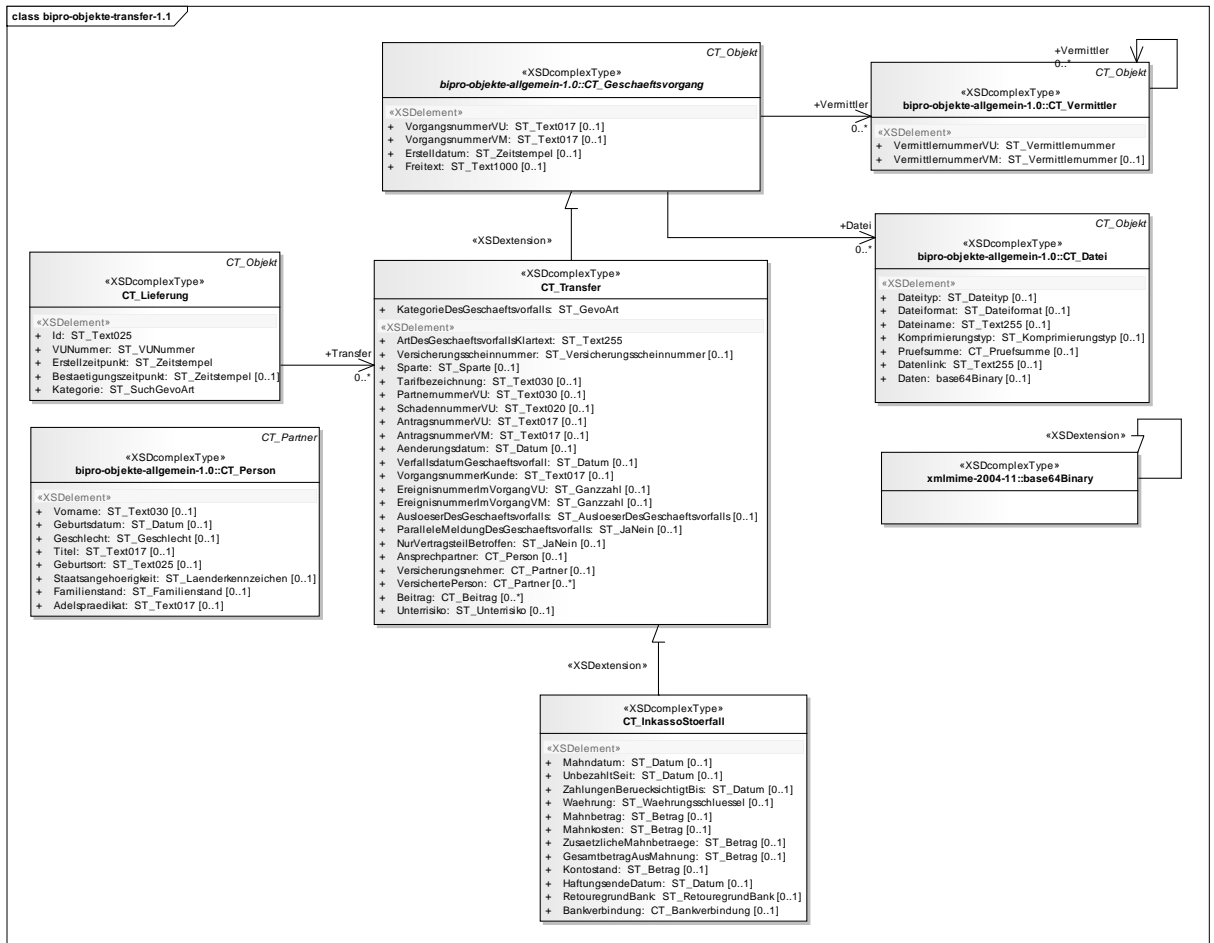 class bipro-objekte-transfer-1.1
CT_Objekt
«XSDcomplexType»
bipro-objekte-allgemein-1.0::CT_Geschaeftsvorgang
«XSDelement»
+ VorgangsnummerVU: ST_Text017 [0..1]
+ VorgangsnummerVM: ST_Text017 [0..1]
+ Erstelldatum: ST_Zeitstempel [0..1]
+ Freitext: ST_Text1000 [0..1]
+Vermittler
0..*
+Vermittler
0..*
CT_Objekt
«XSDcomplexType»
bipro-objekte-allgemein-1.0::CT_Vermittler
«XSDelement»
+ VermittlernummerVU: ST_Vermittlernummer
+ VermittlernummerVM: ST_Vermittlernummer [0..1]
«XSDextension»
+Datei
0..*
CT_Objekt
«XSDcomplexType»
bipro-objekte-allgemein-1.0::CT_Datei
«XSDelement»
+ Dateityp: ST_Dateityp [0..1]
+ Dateiformat: ST_Dateiformat [0..1]
+ Dateiname: ST_Text255 [0..1]
+ Komprimierungstyp: ST_Komprimierungstyp [0..1]
+ Pruefsumme: CT_Pruefsumme [0..1]
+ Datenlink: ST_Text255 [0..1]
+ Daten: base64Binary [0..1]
CT_Objekt
«XSDcomplexType»
CT_Lieferung
«XSDelement»
+ Id: ST_Text025
+ VUNummer: ST_VUNummer
+ Erstellzeitpunkt: ST_Zeitstempel
+ Bestaetigungszeitpunkt: ST_Zeitstempel [0..1]
+ Kategorie: ST_SuchGevoArt
+Transfer
0..*
«XSDcomplexType»
CT_Transfer
+ KategorieDesGeschaeftsvorfalls: ST_GevoArt
«XSDelement»
+ ArtDesGeschaeftsvorfallsKlartext: ST_Text255
+ Versicherungsscheinnummer: ST_Versicherungsscheinnummer [0..1]
+ Sparte: ST_Sparte [0..1]
+ Tarifbezeichnung: ST_Text030 [0..1]
+ PartnernummerVU: ST_Text030 [0..1]
+ SchadennummerVU: ST_Text020 [0..1]
+ AntragsnummerVU: ST_Text017 [0..1]
+ AntragsnummerVM: ST_Text017 [0..1]
+ Aenderungsdatum: ST_Datum [0..1]
+ VerfallsdatumGeschaeftsvorfall: ST_Datum [0..1]
+ VorgangsnummerKunde: ST_Text017 [0..1]
+ EreignisnummerImVorgangVU: ST_Ganzzahl [0..1]
+ EreignisnummerImVorgangVM: ST_Ganzzahl [0..1]
+ AusloeserDesGeschaeftsvorfalls: ST_AusloeserDesGeschaeftsvorfalls [0..1]
+ ParalleleMeldungDesGeschaeftsvorfalls: ST_JaNein [0..1]
+ NurVertragsteilBetroffen: ST_JaNein [0..1]
+ Ansprechpartner: CT_Person [0..1]
+ Versicherungsnehmer: CT_Partner [0..1]
+ VersichertePerson: CT_Partner [0..*]
+ Beitrag: CT_Beitrag [0..*]
+ Unterrisiko: ST_Unterrisiko [0..1]
CT_Partner
«XSDcomplexType»
bipro-objekte-allgemein-1.0::CT_Person
«XSDelement»
+ Vorname: ST_Text030 [0..1]
+ Geburtsdatum: ST_Datum [0..1]
+ Geschlecht: ST_Geschlecht [0..1]
+ Titel: ST_Text017 [0..1]
+ Geburtsort: ST_Text025 [0..1]
+ Staatsangehoerigkeit: ST_Laenderkennzeichen [0..1]
+ Familienstand: ST_Familienstand [0..1]
+ Adelspraedikat: ST_Text017 [0..1]
«XSDextension»
«XSDcomplexType»
xmlmime-2004-11::base64Binary
«XSDextension»
«XSDcomplexType»
CT_InkassoStoerfall
«XSDelement»
+ Mahndatum: ST_Datum [0..1]
+ UnbezahltSeit: ST_Datum [0..1]
+ ZahlungenBeruecksichtigtBis: ST_Datum [0..1]
+ Waehrung: ST_Waehrungsschluessel [0..1]
+ Mahnbetrag: ST_Betrag [0..1]
+ Mahnkosten: ST_Betrag [0..1]
+ ZusaetzlicheMahnbetraege: ST_Betrag [0..1]
+ GesamtbetragAusMahnung: ST_Betrag [0..1]
+ Kontostand: ST_Betrag [0..1]
+ HaftungsendeDatum: ST_Datum [0..1]
+ RetouregrundBank: ST_RetouregrundBank [0..1]
+ Bankverbindung: CT_Bankverbindung [0..1]